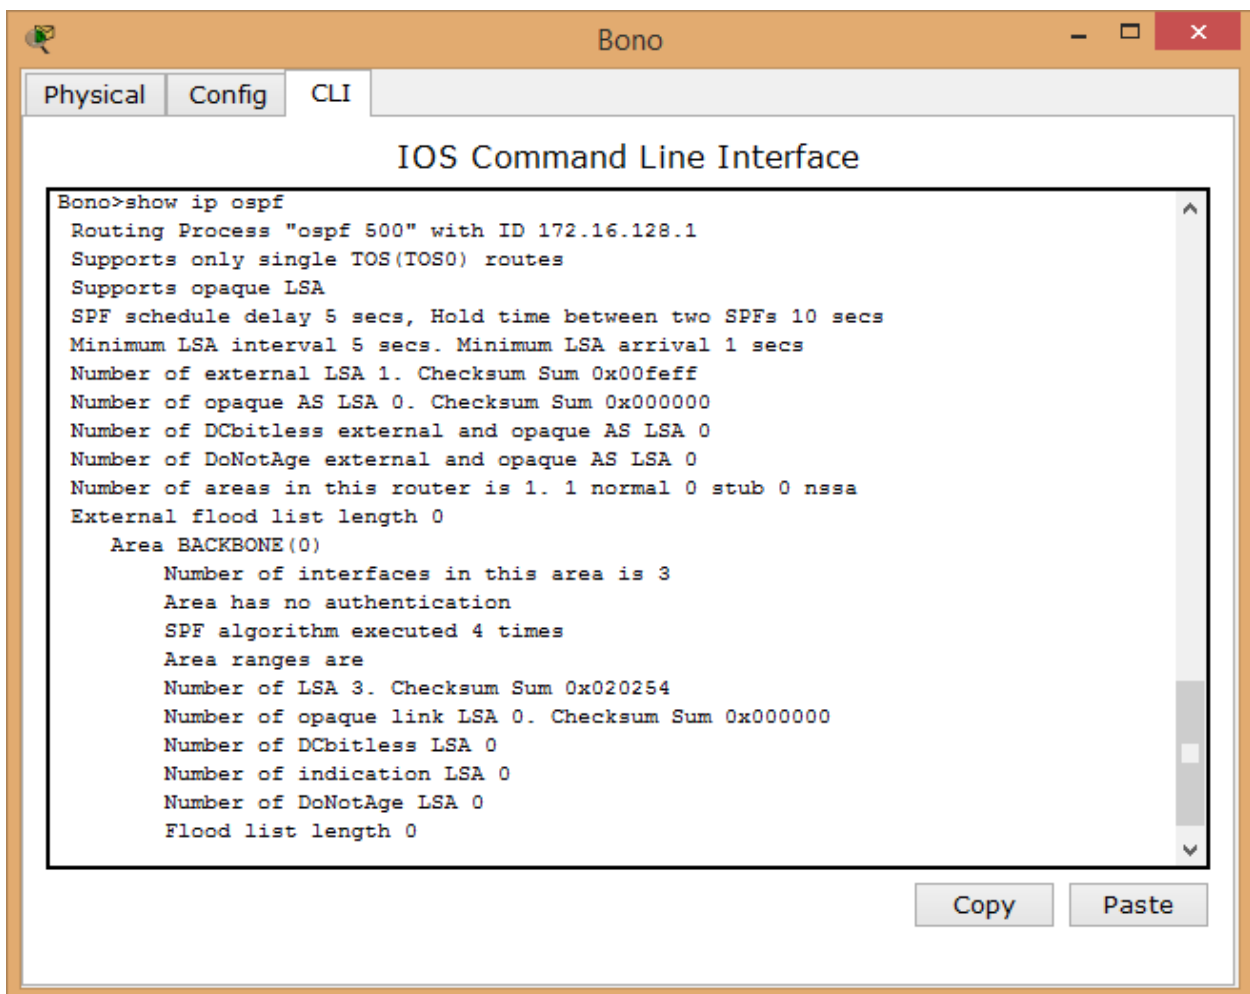 Bono
Physical Config CLI
IOS Command Line Interface
Bono>show ip ospf
Routing Process "ospf 500" with ID 172.16.128.1
Supports only single TOS(TOS0) routes
Supports opaque LSA
SPF schedule delay 5 secs, Hold time between two SPFs 10 secs
Minimum LSA interval 5 secs. Minimum LSA arrival 1 secs
Number of external LSA 1. Checksum Sum 0x00feff
Number of opaque AS LSA 0. Checksum Sum 0x000000
Number of DCbitless external and opaque AS LSA 0
Number of DoNotAge external and opaque AS LSA 0
Number of areas in this router is 1. 1 normal 0 stub 0 nssa
External flood list length 0
Area BACKBONE(0)
Number of interfaces in this area is 3
Area has no authentication
SPF algorithm executed 4 times
Area ranges are
Number of LSA 3. Checksum Sum 0x020254
Number of opaque link LSA 0. Checksum Sum 0x000000
Number of DCbitless LSA 0
Number of indication LSA 0
Number of DoNotAge LSA 0
Flood list length 0
Copy Paste